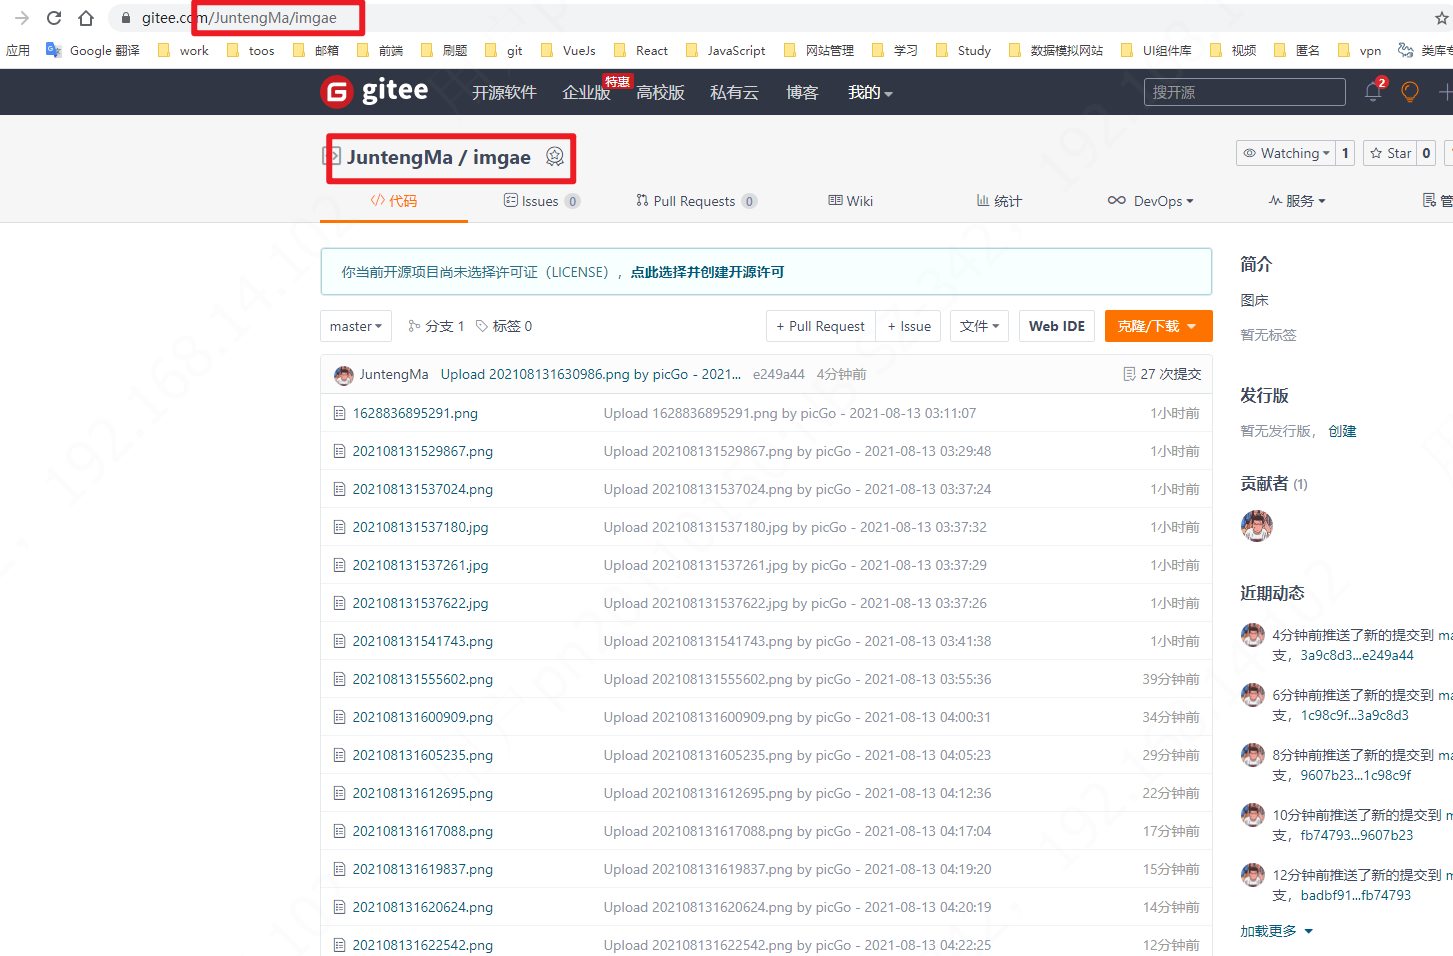 gitee.com/JuntengMa/imgae
应用 Google 翻译 work toos 邮箱 前端 刷题 git VueJs React JavaScript 网站管理 学习 Study 数据模拟网站 UI组件库 视频 匿名 vpn 类库专
gitee 开源软件 企业版 特惠 高校版 私有云 博客 我的 搜开源 2
JuntengMa / imgae Watching 1 Star 0
代码 Issues 0 Pull Requests 0 Wiki 统计 DevOps 服务 管
你当前开源项目尚未选择许可证（LICENSE），点此选择并创建开源许可
master 分支 1 标签 0 + Pull Request + Issue 文件 Web IDE 克隆/下载
JuntengMa Upload 202108131630986.png by picGo - 2021... e249a44 4分钟前 27 次提交
1628836895291.png Upload 1628836895291.png by picGo - 2021-08-13 03:11:07 1小时前
202108131529867.png Upload 202108131529867.png by picGo - 2021-08-13 03:29:48 1小时前
202108131537024.png Upload 202108131537024.png by picGo - 2021-08-13 03:37:24 1小时前
202108131537180.jpg Upload 202108131537180.jpg by picGo - 2021-08-13 03:37:32 1小时前
202108131537261.jpg Upload 202108131537261.jpg by picGo - 2021-08-13 03:37:29 1小时前
202108131537622.jpg Upload 202108131537622.jpg by picGo - 2021-08-13 03:37:26 1小时前
202108131541743.png Upload 202108131541743.png by picGo - 2021-08-13 03:41:38 1小时前
202108131555602.png Upload 202108131555602.png by picGo - 2021-08-13 03:55:36 39分钟前
202108131600909.png Upload 202108131600909.png by picGo - 2021-08-13 04:00:31 34分钟前
202108131605235.png Upload 202108131605235.png by picGo - 2021-08-13 04:05:23 29分钟前
202108131612695.png Upload 202108131612695.png by picGo - 2021-08-13 04:12:36 22分钟前
202108131617088.png Upload 202108131617088.png by picGo - 2021-08-13 04:17:04 17分钟前
202108131619837.png Upload 202108131619837.png by picGo - 2021-08-13 04:19:20 15分钟前
202108131620624.png Upload 202108131620624.png by picGo - 2021-08-13 04:20:19 14分钟前
202108131622542.png Upload 202108131622542.png by picGo - 2021-08-13 04:22:25 12分钟前
简介
图床
暂无标签
发行版
暂无发行版，创建
贡献者 (1)
近期动态
4分钟前推送了新的提交到 ma
支，3a9c8d3...e249a44
6分钟前推送了新的提交到 ma
支，1c98c9f...3a9c8d3
8分钟前推送了新的提交到 ma
支，9607b23...1c98c9f
10分钟前推送了新的提交到 m
支，fb74793...9607b23
12分钟前推送了新的提交到 m
支，badbf91...fb74793
加载更多